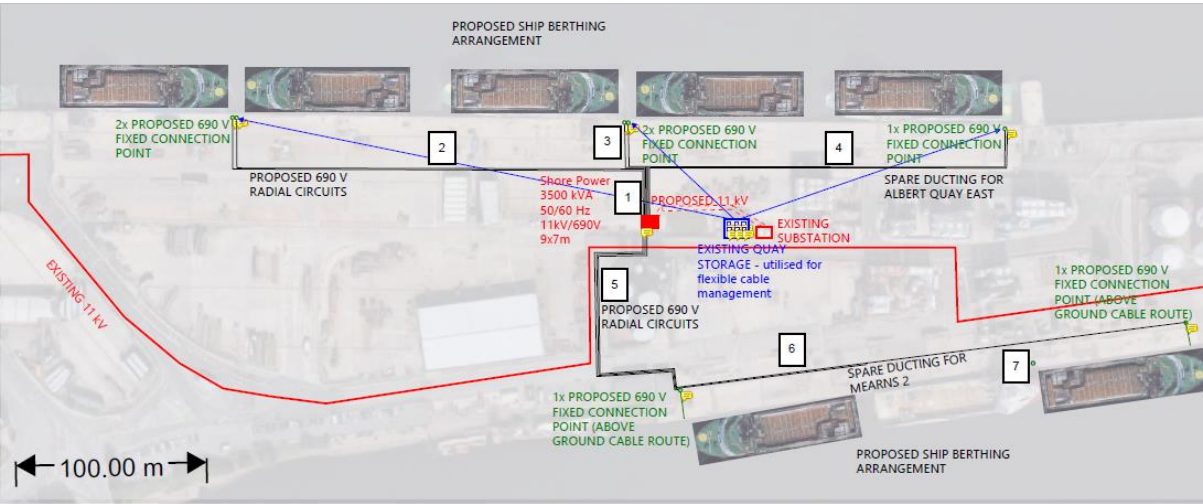 PROPOSED SHIP BERTHING
ARRANGEMENT
2x PROPOSED 690 V
FIXED CONNECTION
POINT
2
3
2x PROPOSED 690 V
FIXED CONNECTION
POINT
4
1x PROPOSED 690 V
FIXED CONNECTION
POINT
PROPOSED 690 V
RADIAL CIRCUITS
SPARE DUCTING FOR
ALBERT QUAY EAST
Shore Power
3500 kVA
50/60 Hz
11kV/690V
9x7m
1
PROPOSED 11 kV
EXISTING
SUBSTATION
EXISTING QUAY
STORAGE - utilised for
flexible cable
management
EXISTING 11 kV
5
PROPOSED 690 V
RADIAL CIRCUITS
1x PROPOSED 690 V
FIXED CONNECTION
POINT (ABOVE
GROUND CABLE ROUTE)
6
SPARE DUCTING FOR
MEARNS 2
7
1x PROPOSED 690 V
FIXED CONNECTION
POINT (ABOVE
GROUND CABLE ROUTE)
PROPOSED SHIP BERTHING
ARRANGEMENT
100.00 m